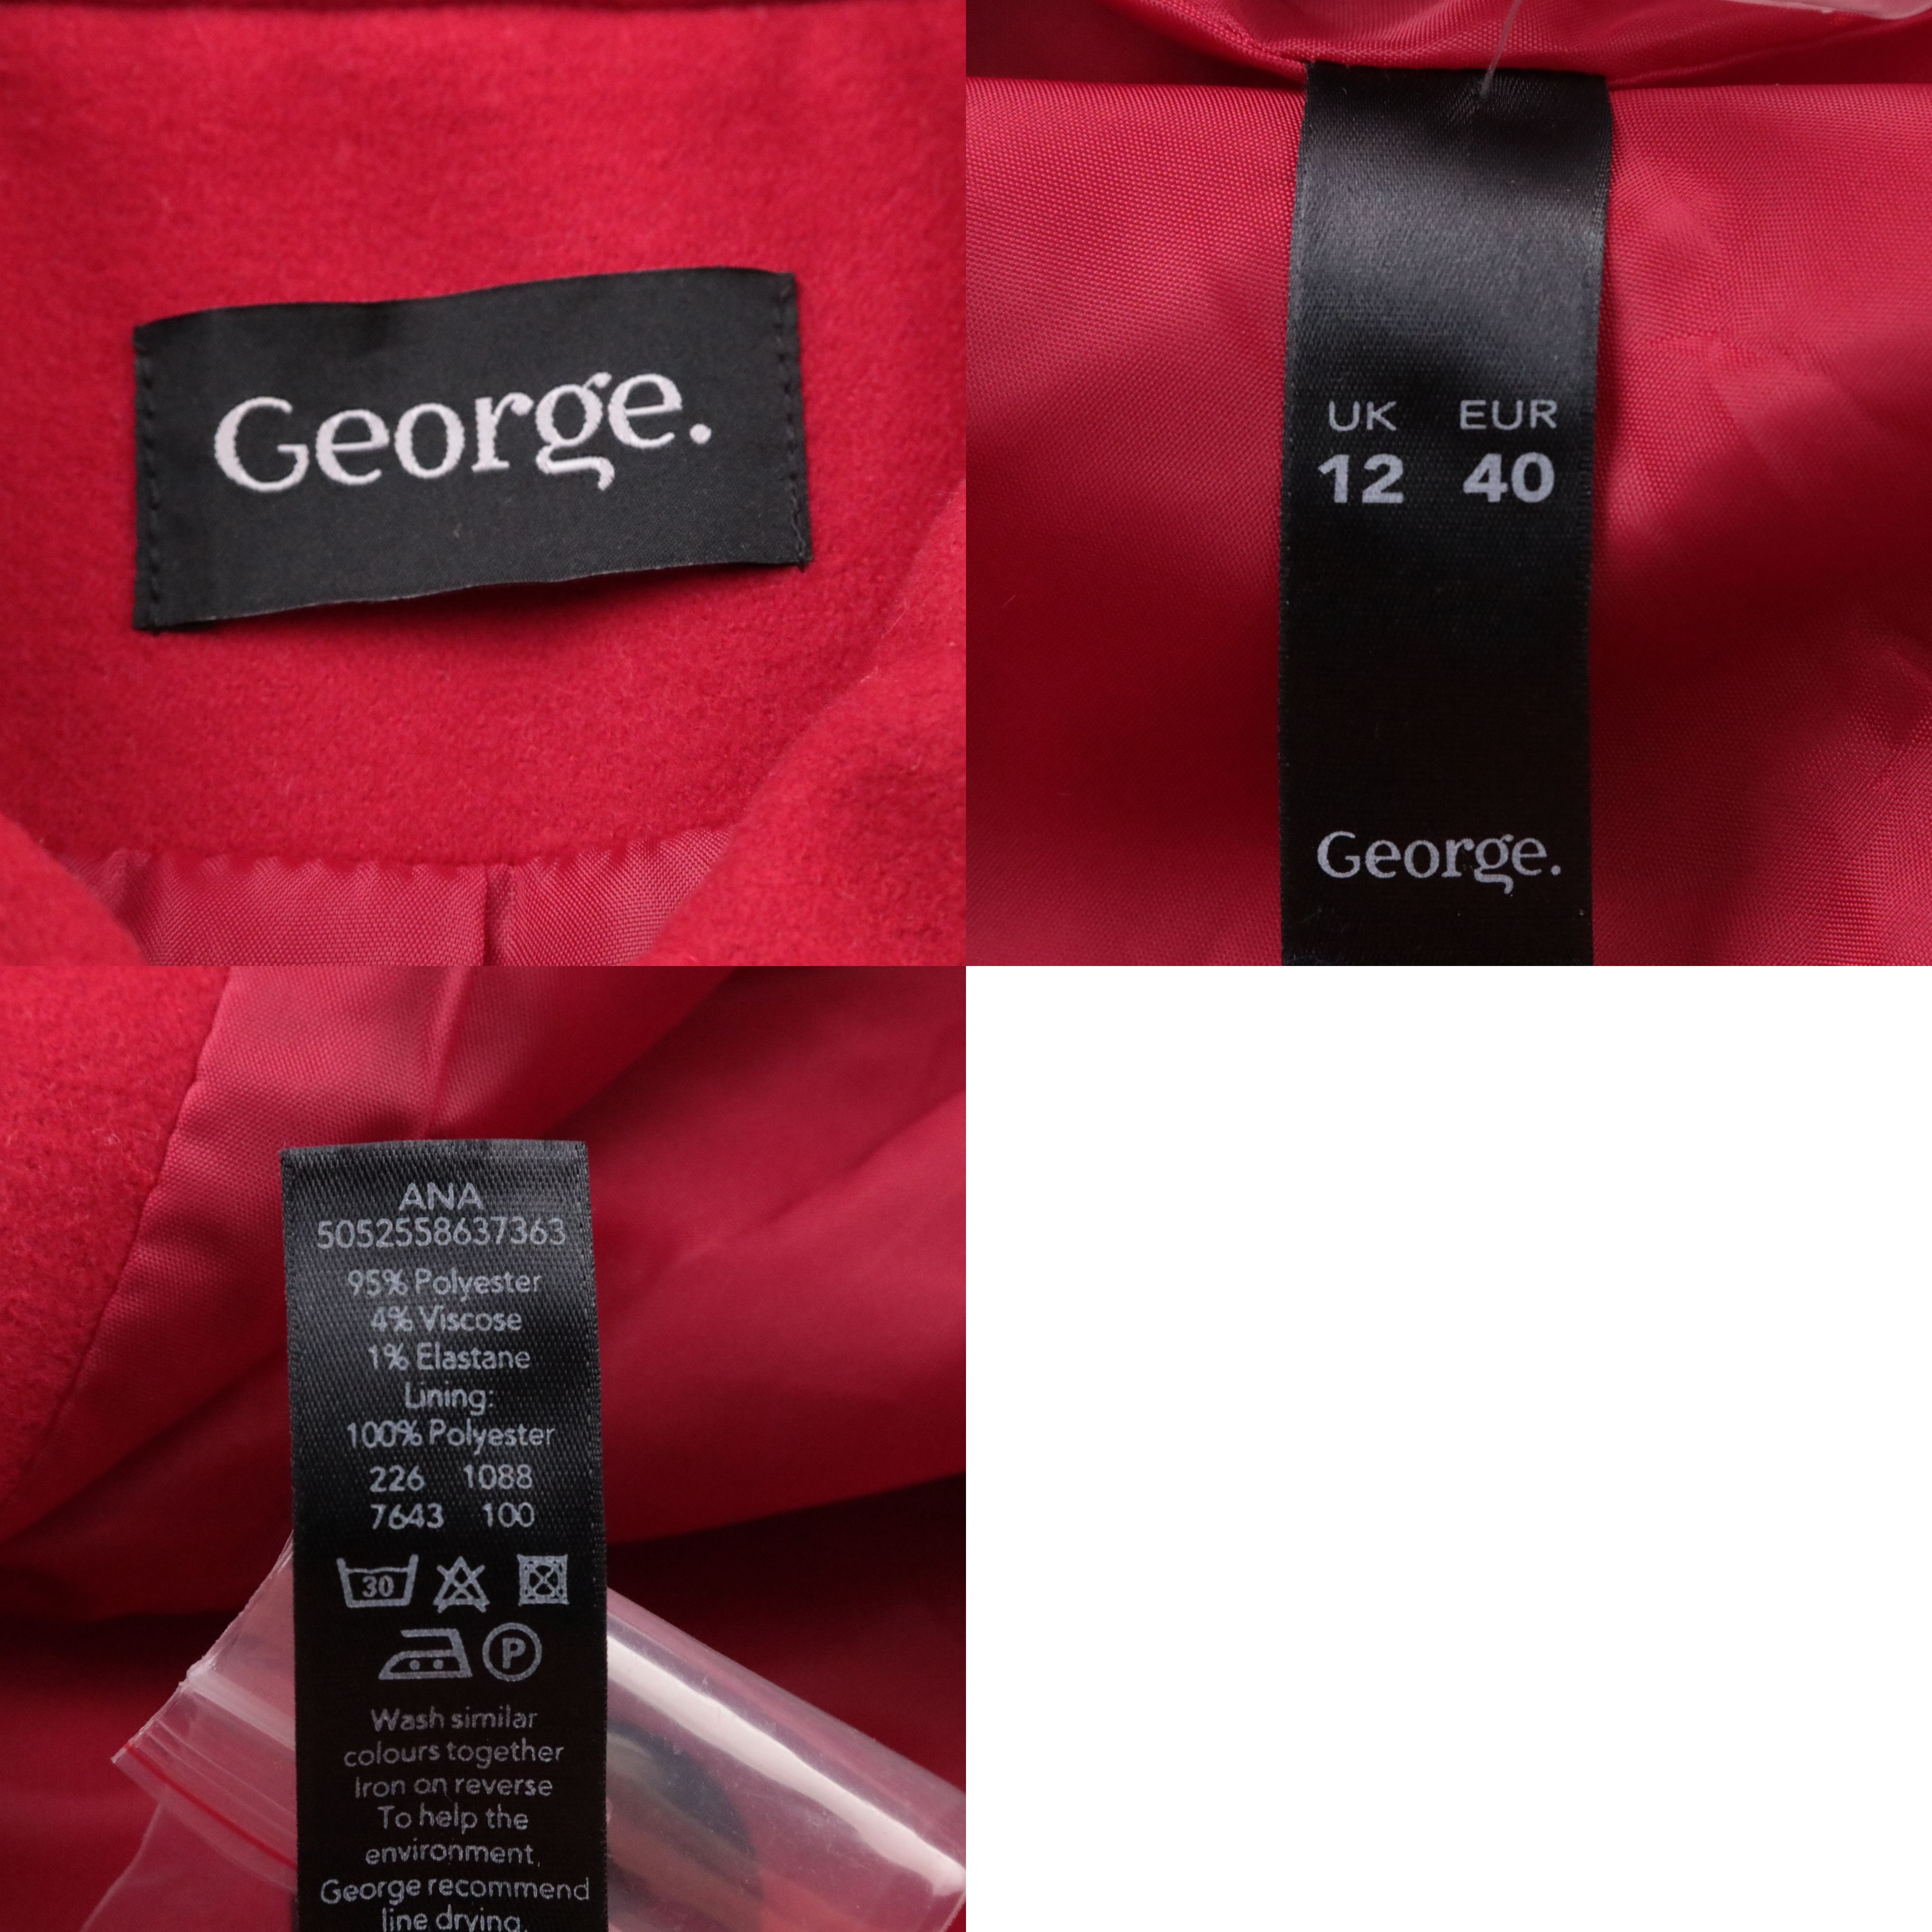 George.
UK EUR
12 40
George.
ANA
5052558637363
95% Polyester
4% Viscose
1% Elastane
Lining:
100% Polyester
226 1088
7643 100
30
P
Wash similar
colours together
Iron on reverse
To help the
environment,
George recommend
line drying.